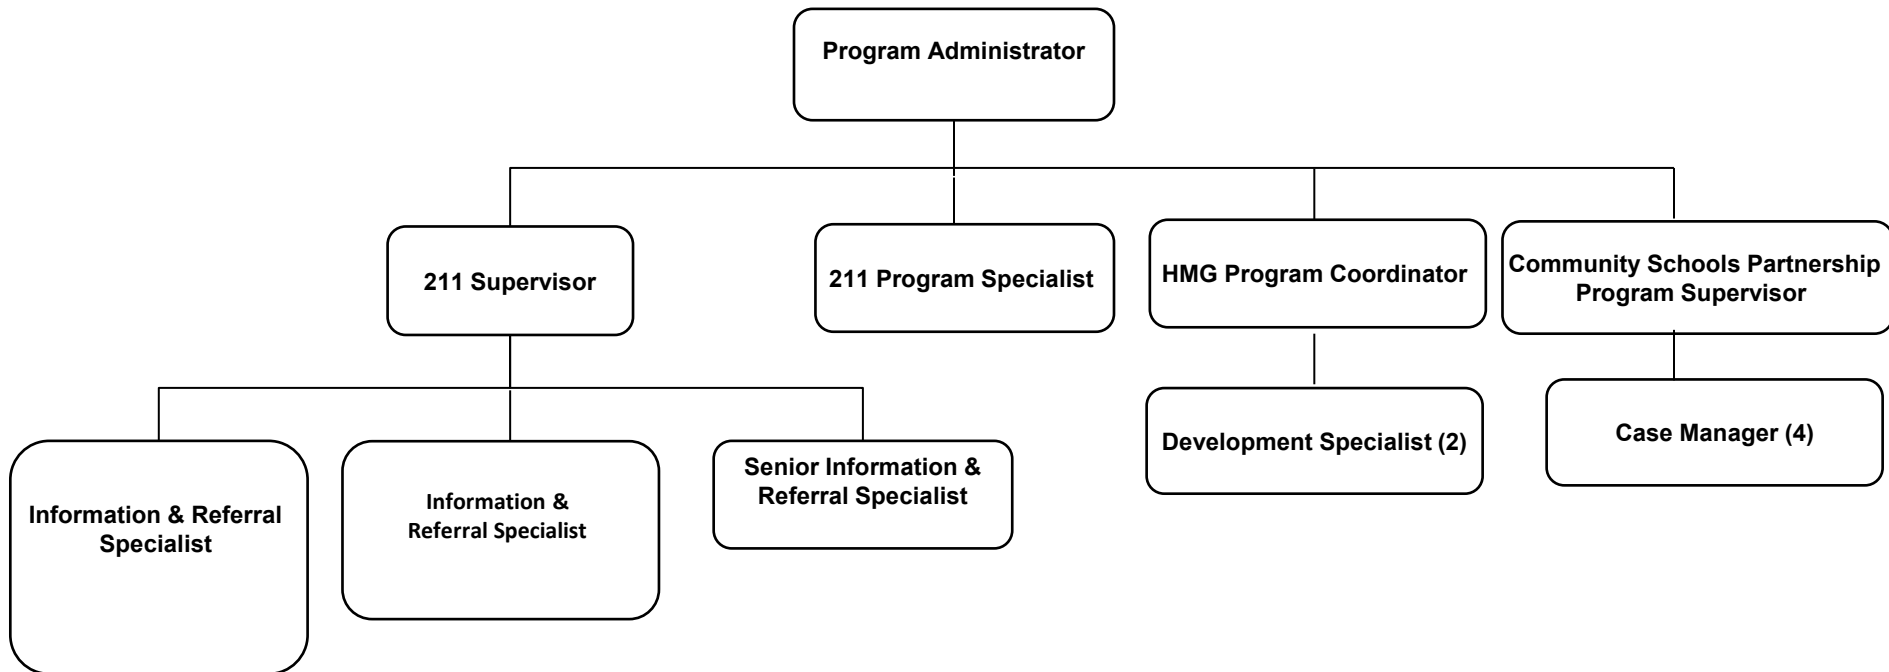 Program Administrator
211 Supervisor
211 Program Specialist
HMG Program Coordinator
Community Schools Partnership
Program Supervisor
Information & Referral
Specialist
Information &
Referral Specialist
Senior Information &
Referral Specialist
Development Specialist (2)
Case Manager (4)